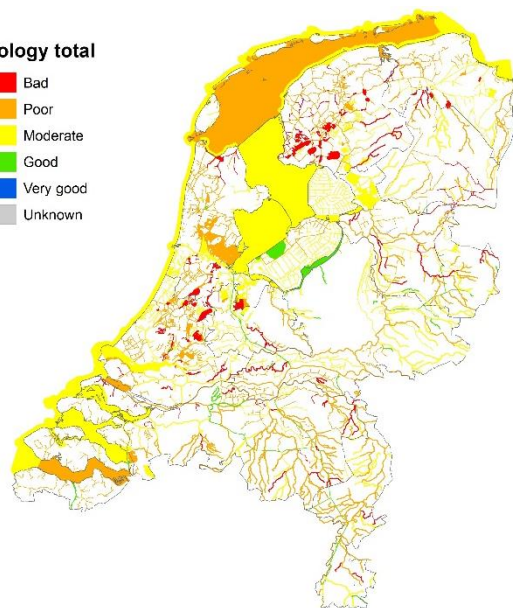 ology total
Bad
Poor
Moderate
Good
Very good
Unknown